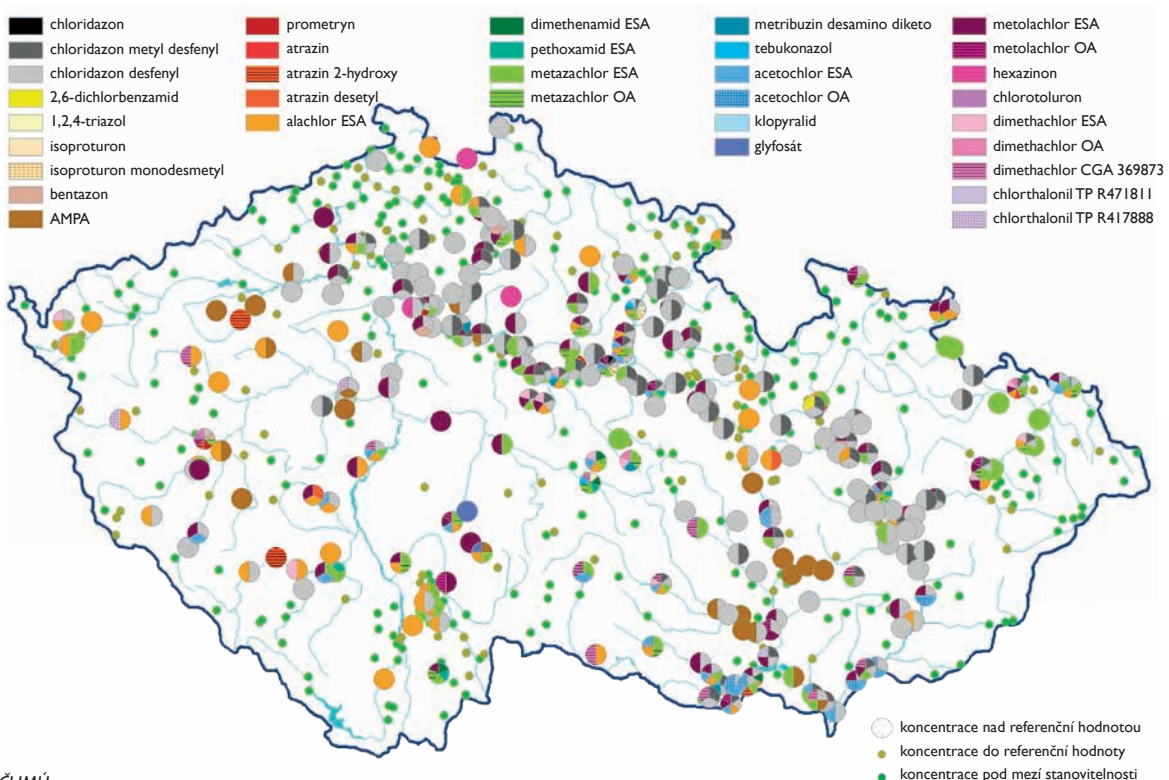 chloridazon
chloridazon metyl desfenyl
chloridazon desfenyl
2,6-dichlorbenzamid
1,2,4-triazol
isoproturon
isoproturon monodesmetyl
bentazon
AMPA
prometryn
atrazin
atrazin 2-hydroxy
atrazin desetyl
alachlor ESA
dimethenamid ESA
pethoxamid ESA
metazachlor ESA
metazachlor OA
metribuzin desamino diketo
tebukonazol
acetochlor ESA
acetochlor OA
klopyralid
glyfosát
metolachlor ESA
metolachlor OA
hexazinon
chlorotoluron
dimethachlor ESA
dimethachlor OA
dimethachlor CGA 369873
chlorthalonil TP R471811
chlorthalonil TP R417888
koncentrace nad referenční hodnotou
koncentrace do referenční hodnoty
koncentrace pod mezí stanovitelnosti